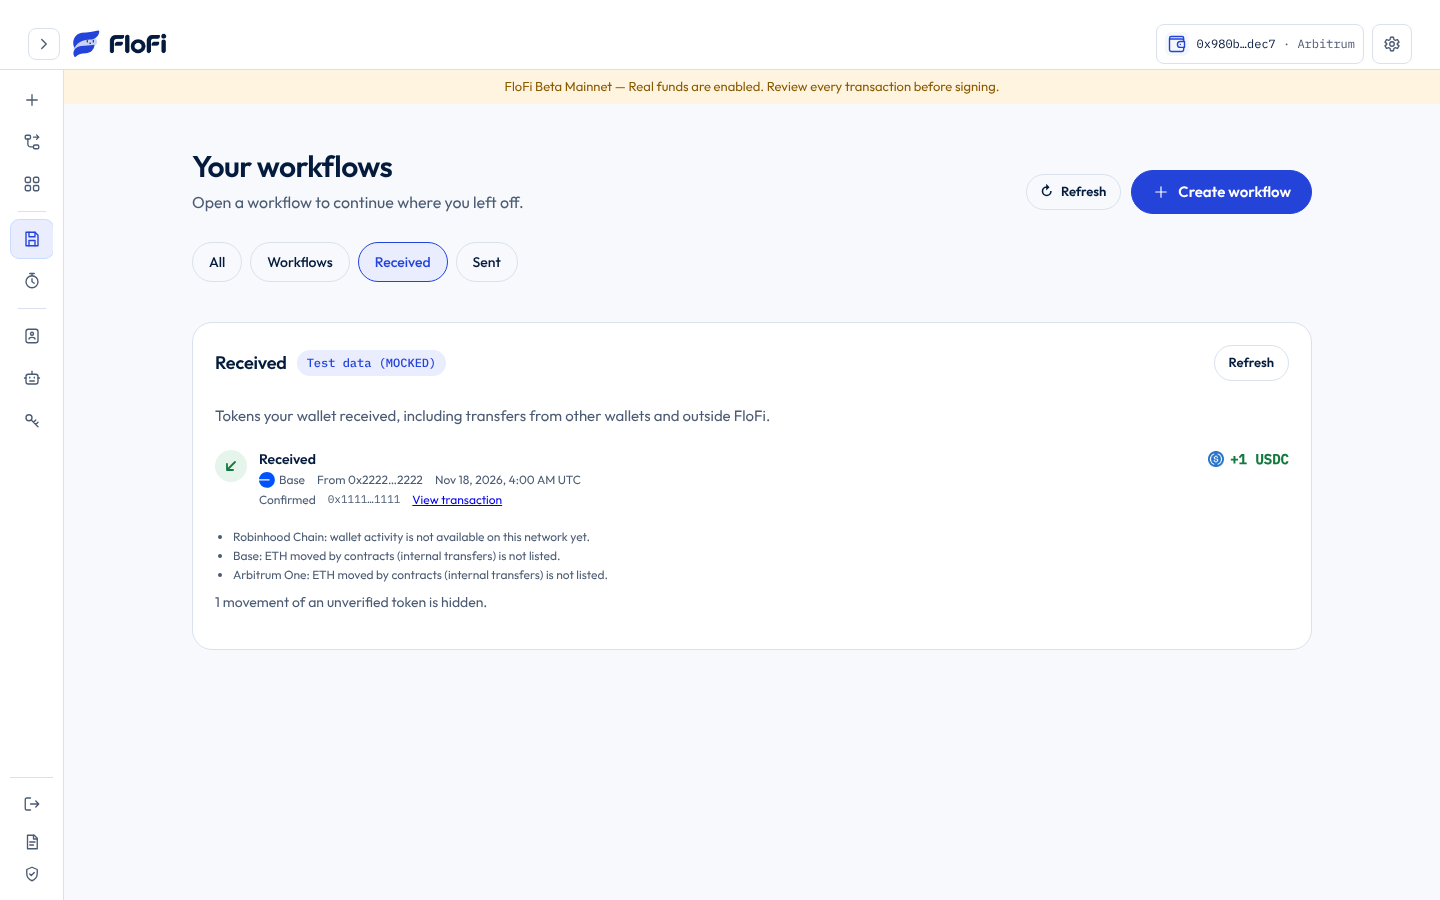 FloFi
0x980b…dec7 · Arbitrum
FloFi Beta Mainnet — Real funds are enabled. Review every transaction before signing.
Your workflows
Open a workflow to continue where you left off.
Refresh
Create workflow
All
Workflows
Received
Sent
Received
Test data (MOCKED)
Refresh
Tokens your wallet received, including transfers from other wallets and outside FloFi.
Received
+1 USDC
Base From 0x2222…2222 Nov 18, 2026, 4:00 AM UTC
Confirmed 0x1111…1111 View transaction
• Robinhood Chain: wallet activity is not available on this network yet.
• Base: ETH moved by contracts (internal transfers) is not listed.
• Arbitrum One: ETH moved by contracts (internal transfers) is not listed.
1 movement of an unverified token is hidden.